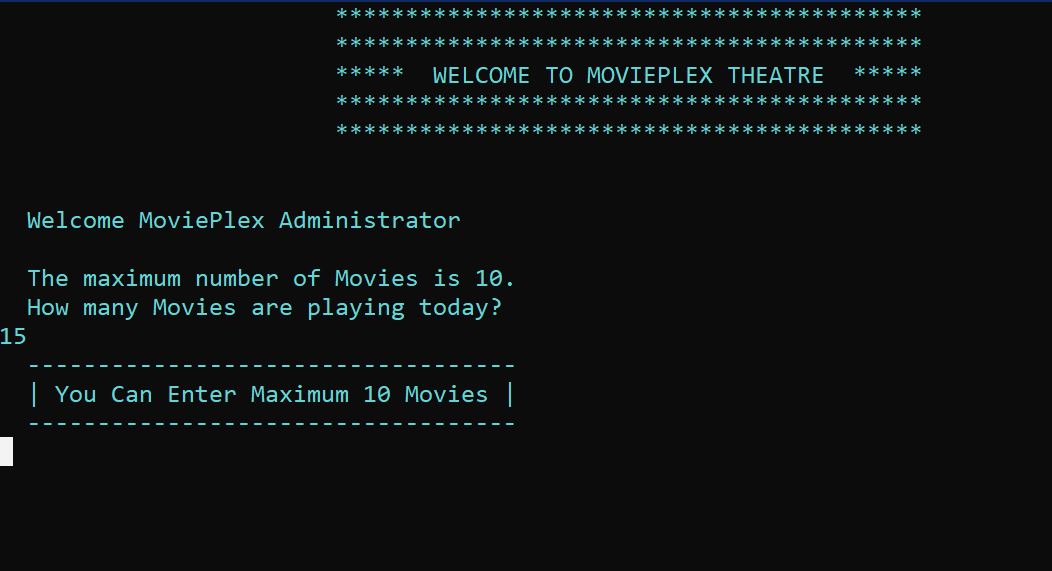 ******************************************
******************************************
*****  WELCOME TO MOVIEPLEX THEATRE  *****
******************************************
******************************************
Welcome MoviePlex Administrator
The maximum number of Movies is 10.
How many Movies are playing today?
15
-----------------------------------
| You Can Enter Maximum 10 Movies |
-----------------------------------